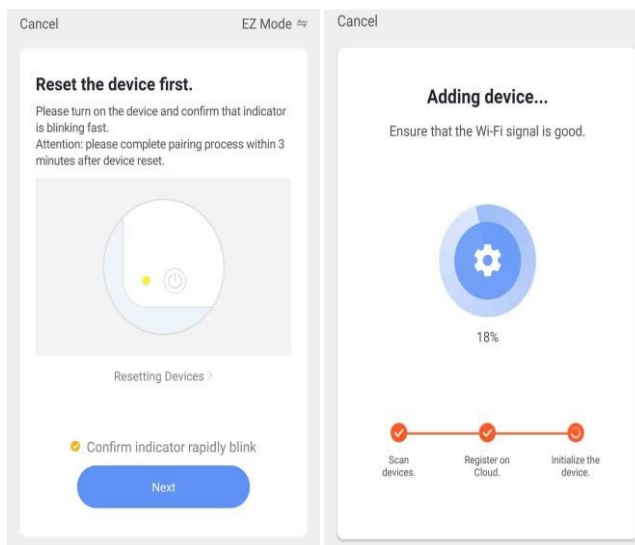 Cancel
EZ Mode
Reset the device first.
Please turn on the device and confirm that indicator
is blinking fast.
Attention: please complete pairing process within 3
minutes after device reset.
Resetting Devices >
Confirm indicator rapidly blink
Next
Cancel
Adding device...
Ensure that the Wi-Fi signal is good.
18%
Scan
devices.
Register on
Cloud.
Initialize the
device.